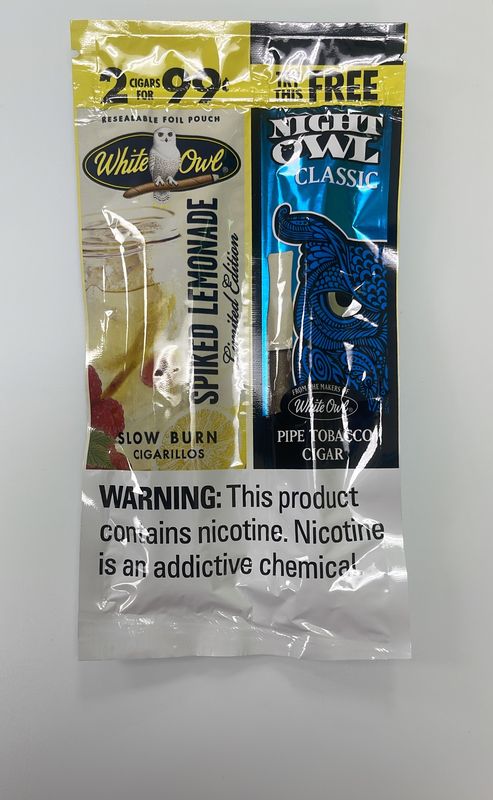 2 CIGARS FOR 99¢
RESEALABLE FOIL POUCH
White Owl®
SPIKED LEMONADE
Limited Edition
SLOW BURN
CIGARILLOS
TRY THIS FREE
NIGHT
OWL
CLASSIC
FROM THE MAKERS OF
White Owl®
PIPE TOBACCO
CIGAR
WARNING: This product
contains nicotine. Nicotine
is an addictive chemical.